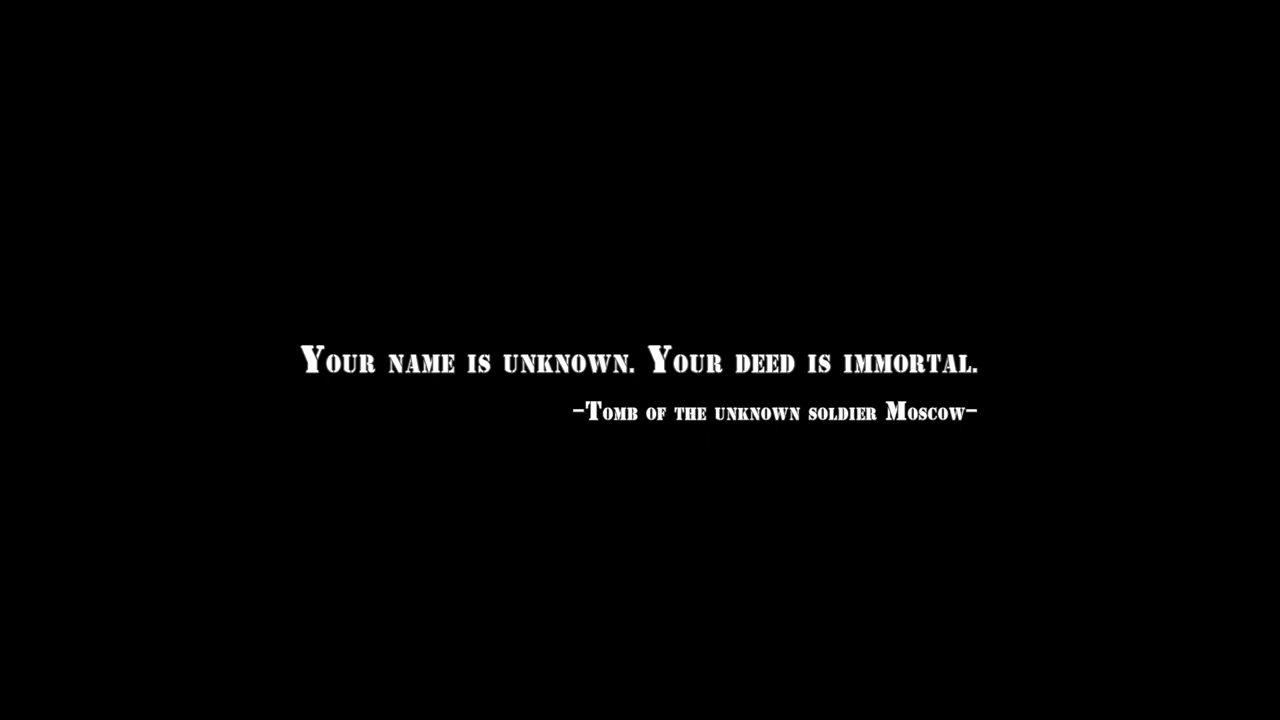 Your name is unknown. Your deed is immortal.
-Tomb of the unknown soldier Moscow-